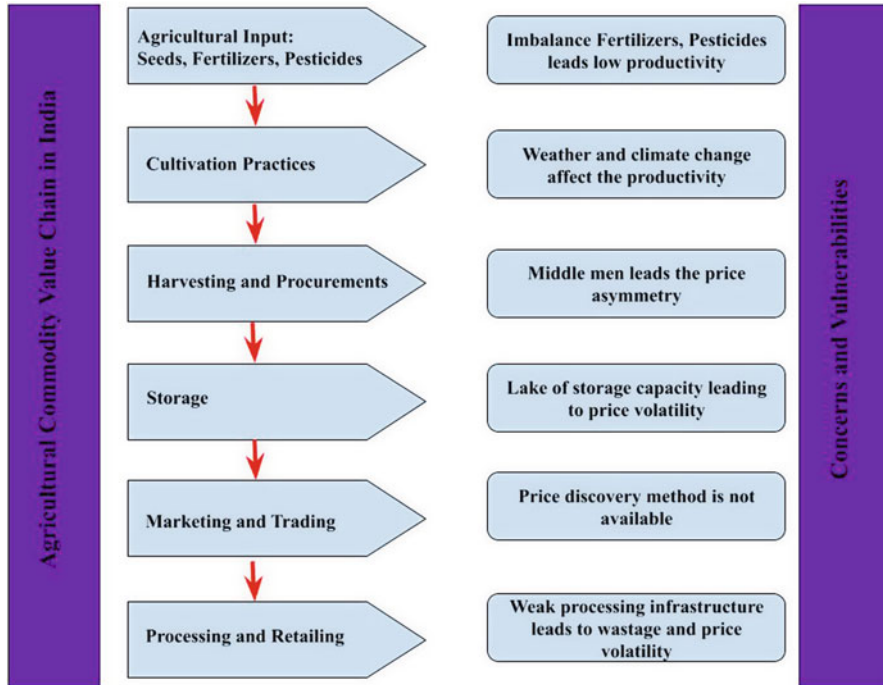 Agricultural Commodity Value Chain in India
Agricultural Input:
Seeds, Fertilizers, Pesticides
Imbalance Fertilizers, Pesticides
leads low productivity
Cultivation Practices
Weather and climate change
affect the productivity
Harvesting and Procurements
Middle men leads the price
asymmetry
Storage
Lake of storage capacity leading
to price volatility
Marketing and Trading
Price discovery method is not
available
Processing and Retailing
Weak processing infrastructure
leads to wastage and price
volatility
Concerns and Vulnerabilities